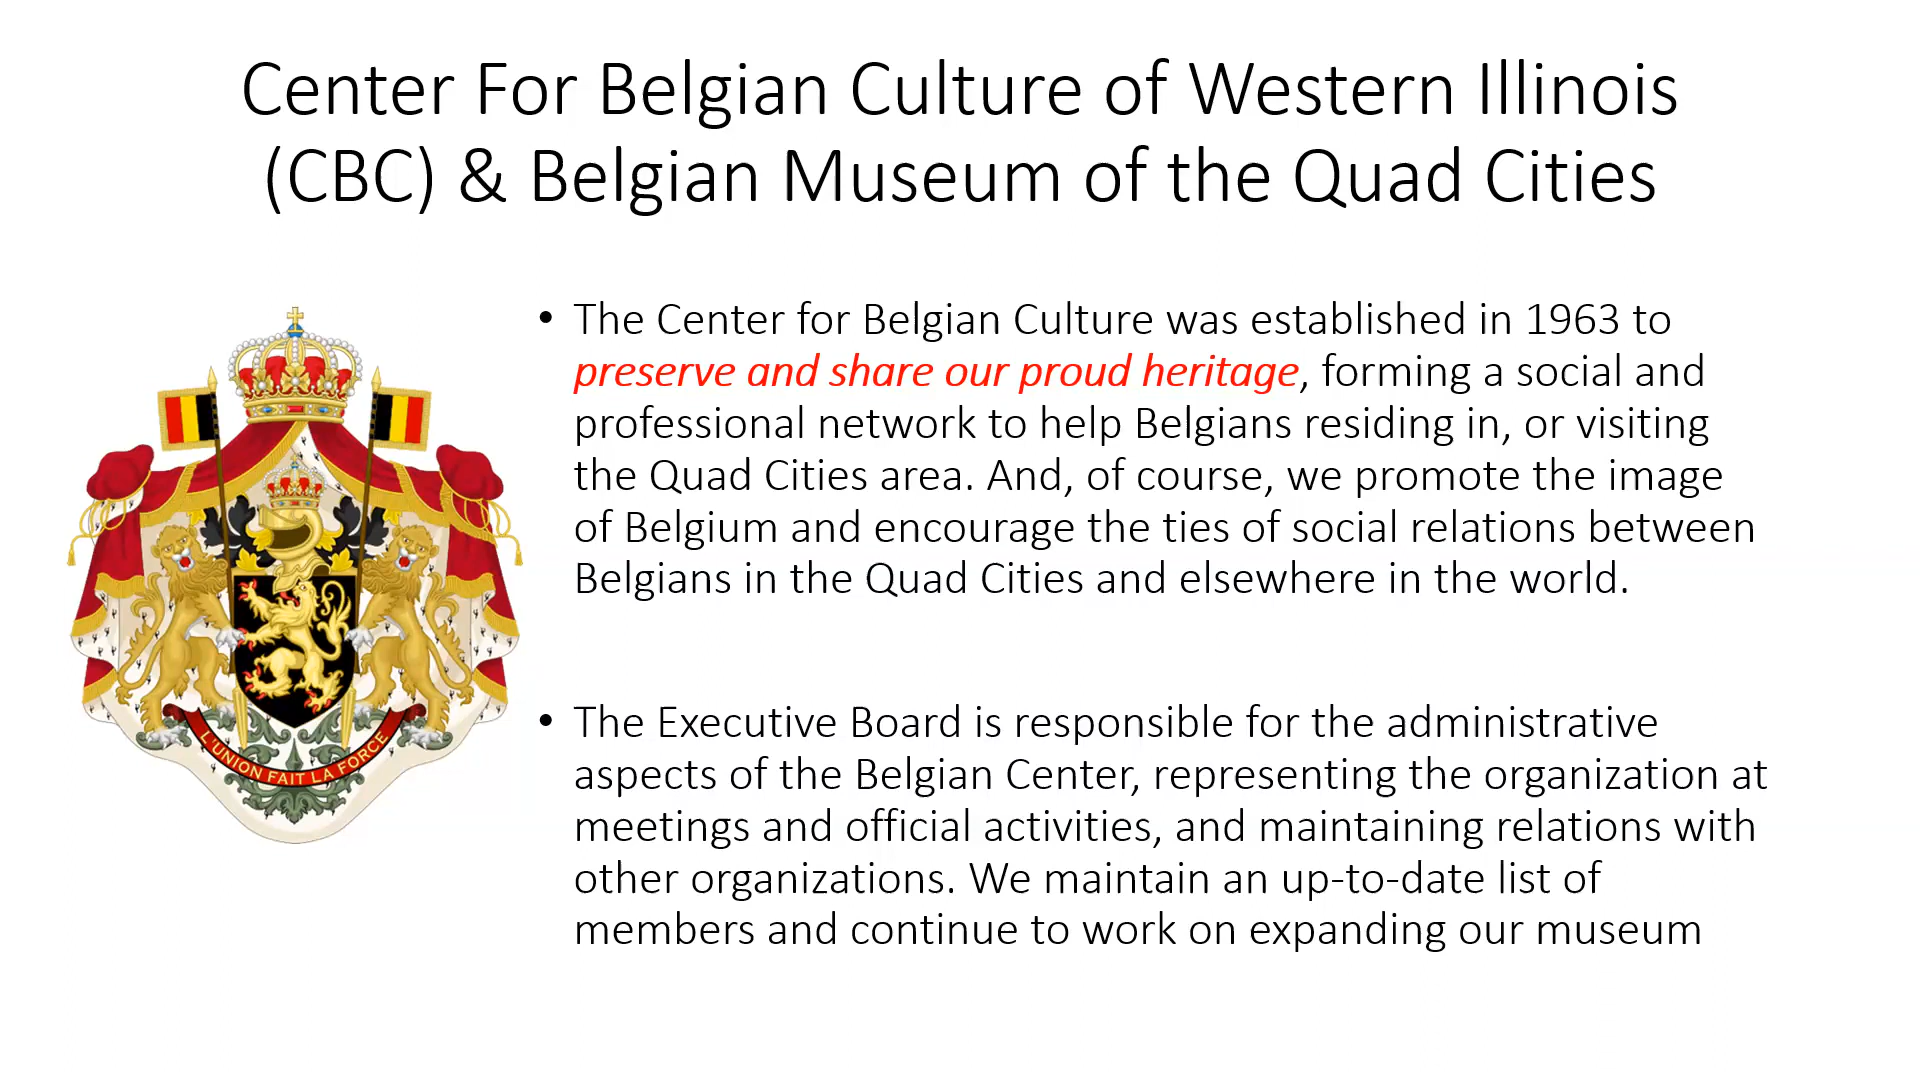 Center For Belgian Culture of Western Illinois
(CBC) & Belgian Museum of the Quad Cities
• The Center for Belgian Culture was established in 1963 to
preserve and share our proud heritage, forming a social and
professional network to help Belgians residing in, or visiting
the Quad Cities area. And, of course, we promote the image
of Belgium and encourage the ties of social relations between
Belgians in the Quad Cities and elsewhere in the world.
L'UNION FAIT LA FORCE
• The Executive Board is responsible for the administrative
aspects of the Belgian Center, representing the organization at
meetings and official activities, and maintaining relations with
other organizations. We maintain an up-to-date list of
members and continue to work on expanding our museum